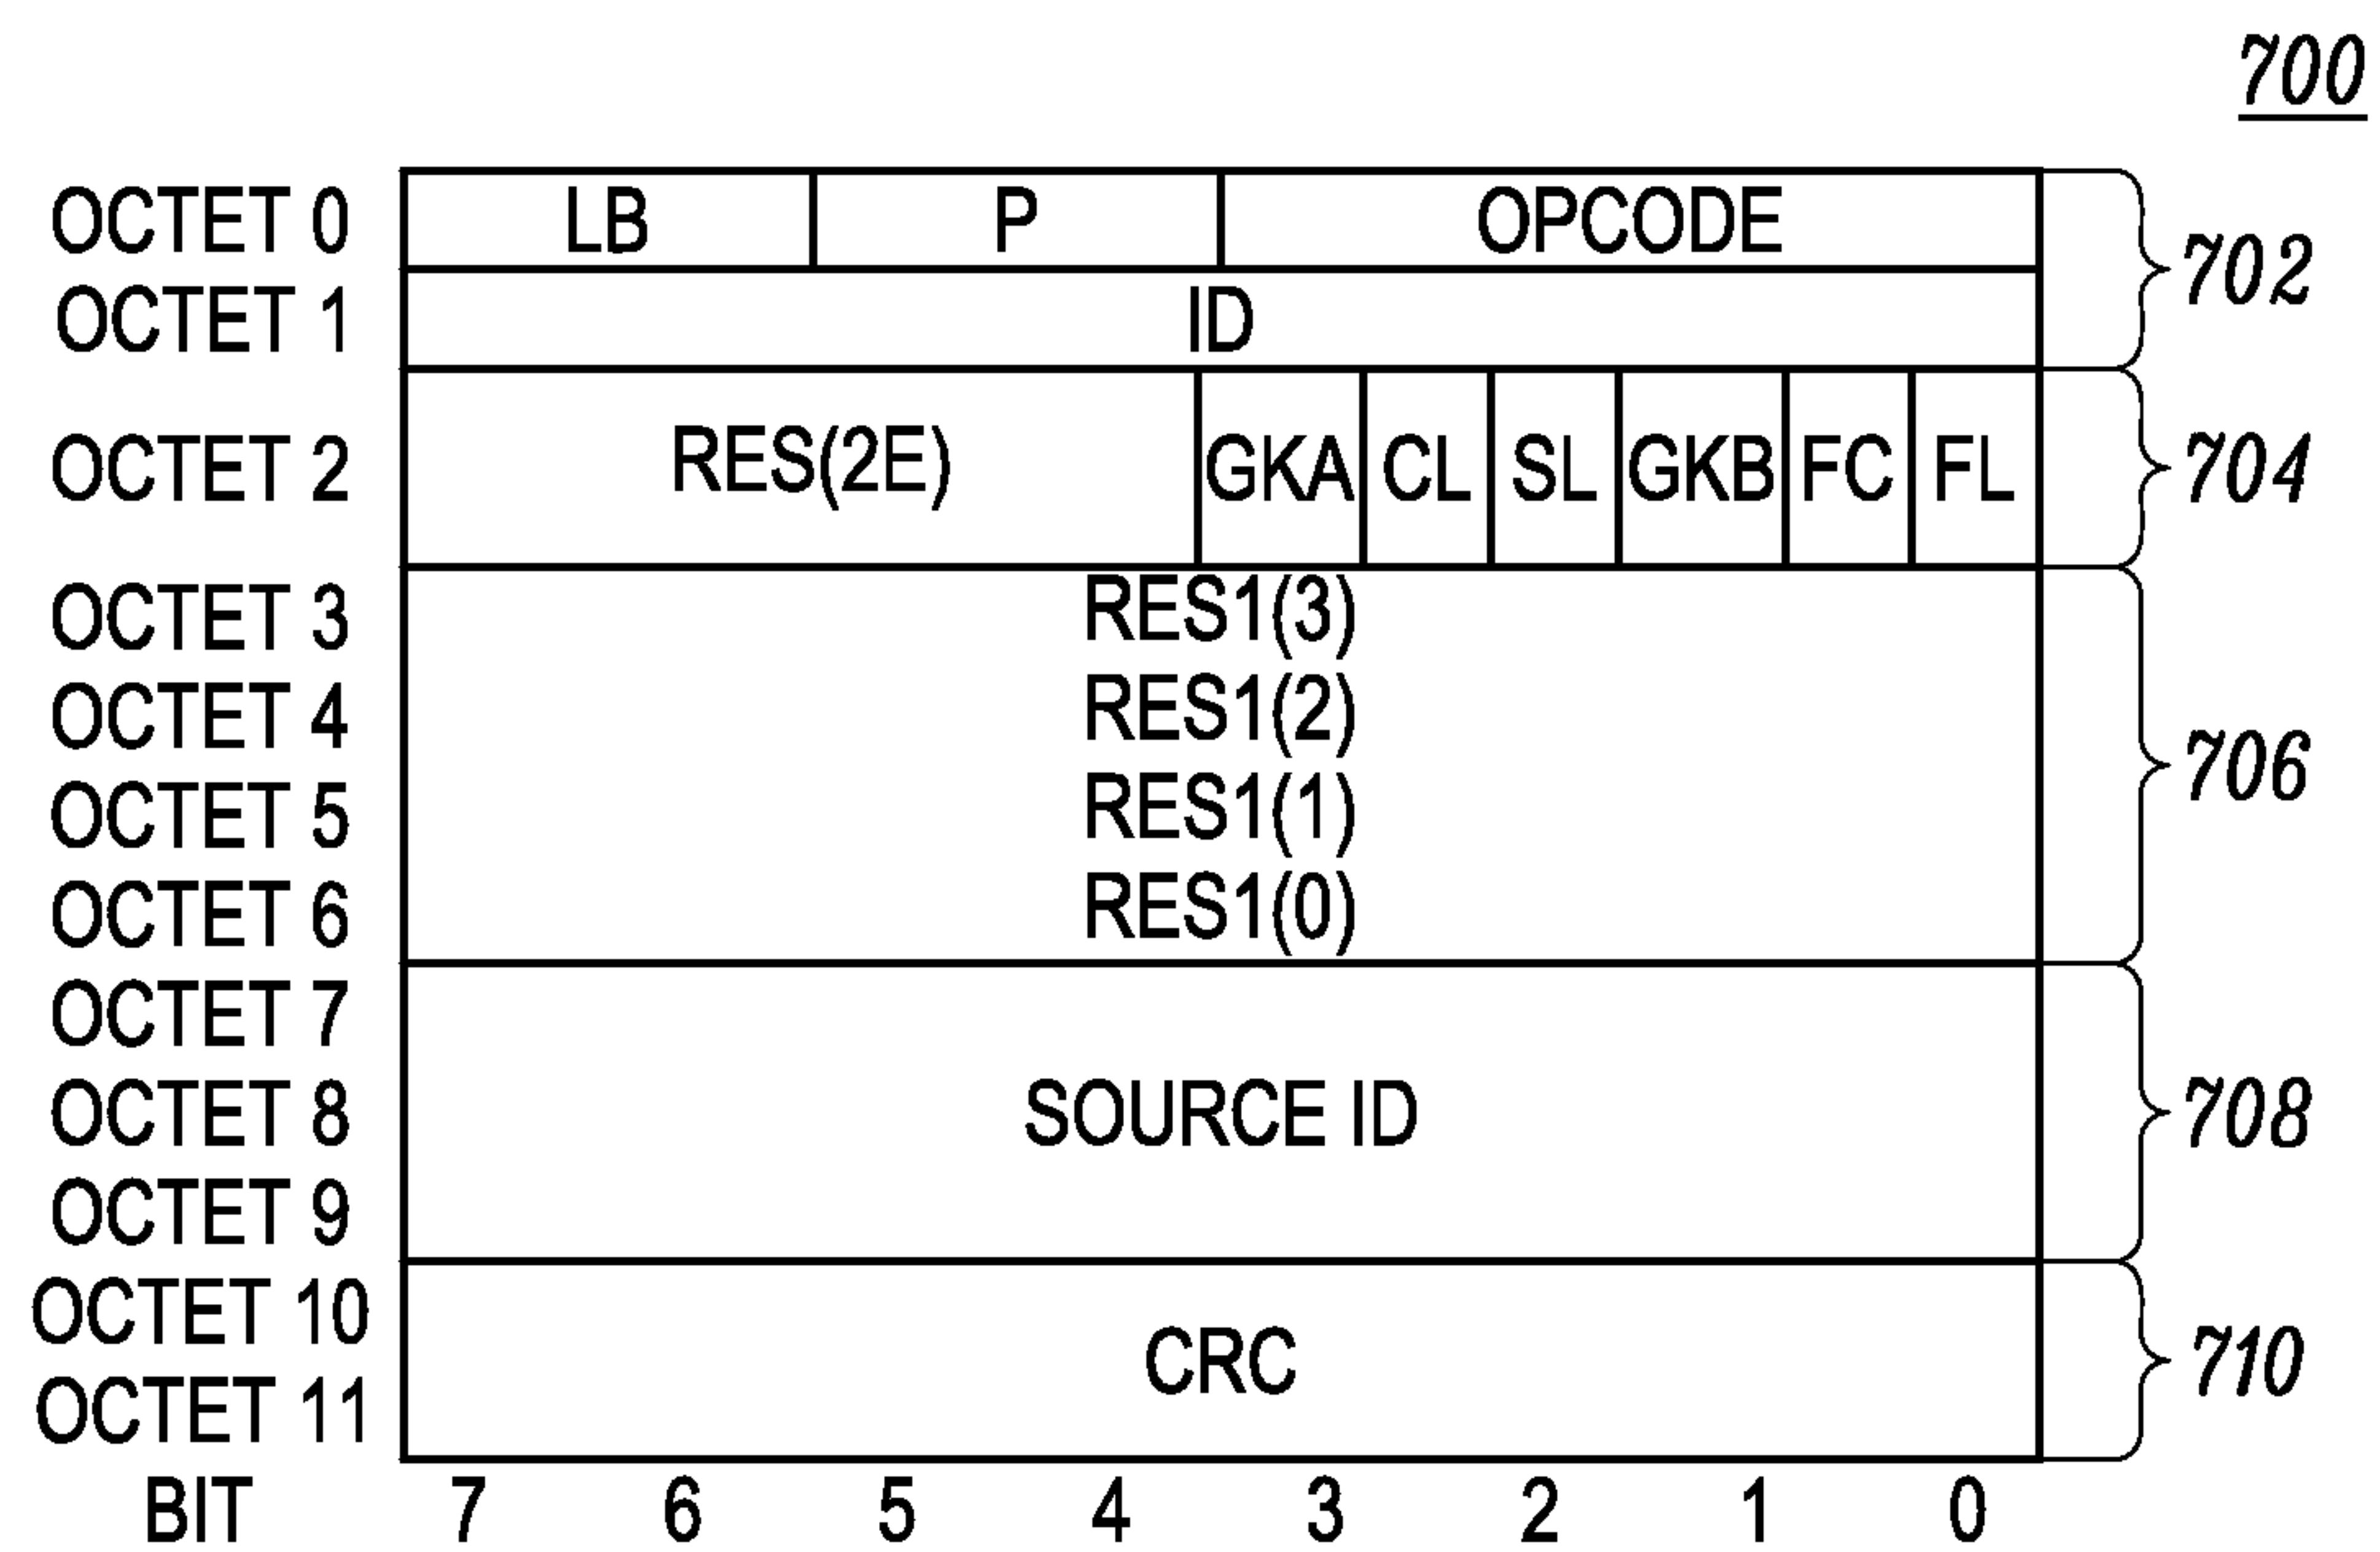 700
OCTET 0 LB P OPCODE
OCTET 1 ID 702
OCTET 2 RES(2E) GKA CL SL GKB FC FL 704
OCTET 3 RES1(3)
OCTET 4 RES1(2)
OCTET 5 RES1(1) 706
OCTET 6 RES1(0)
OCTET 7
OCTET 8 SOURCE ID 708
OCTET 9
OCTET 10
CRC 710
OCTET 11
BIT 7 6 5 4 3 2 1 0